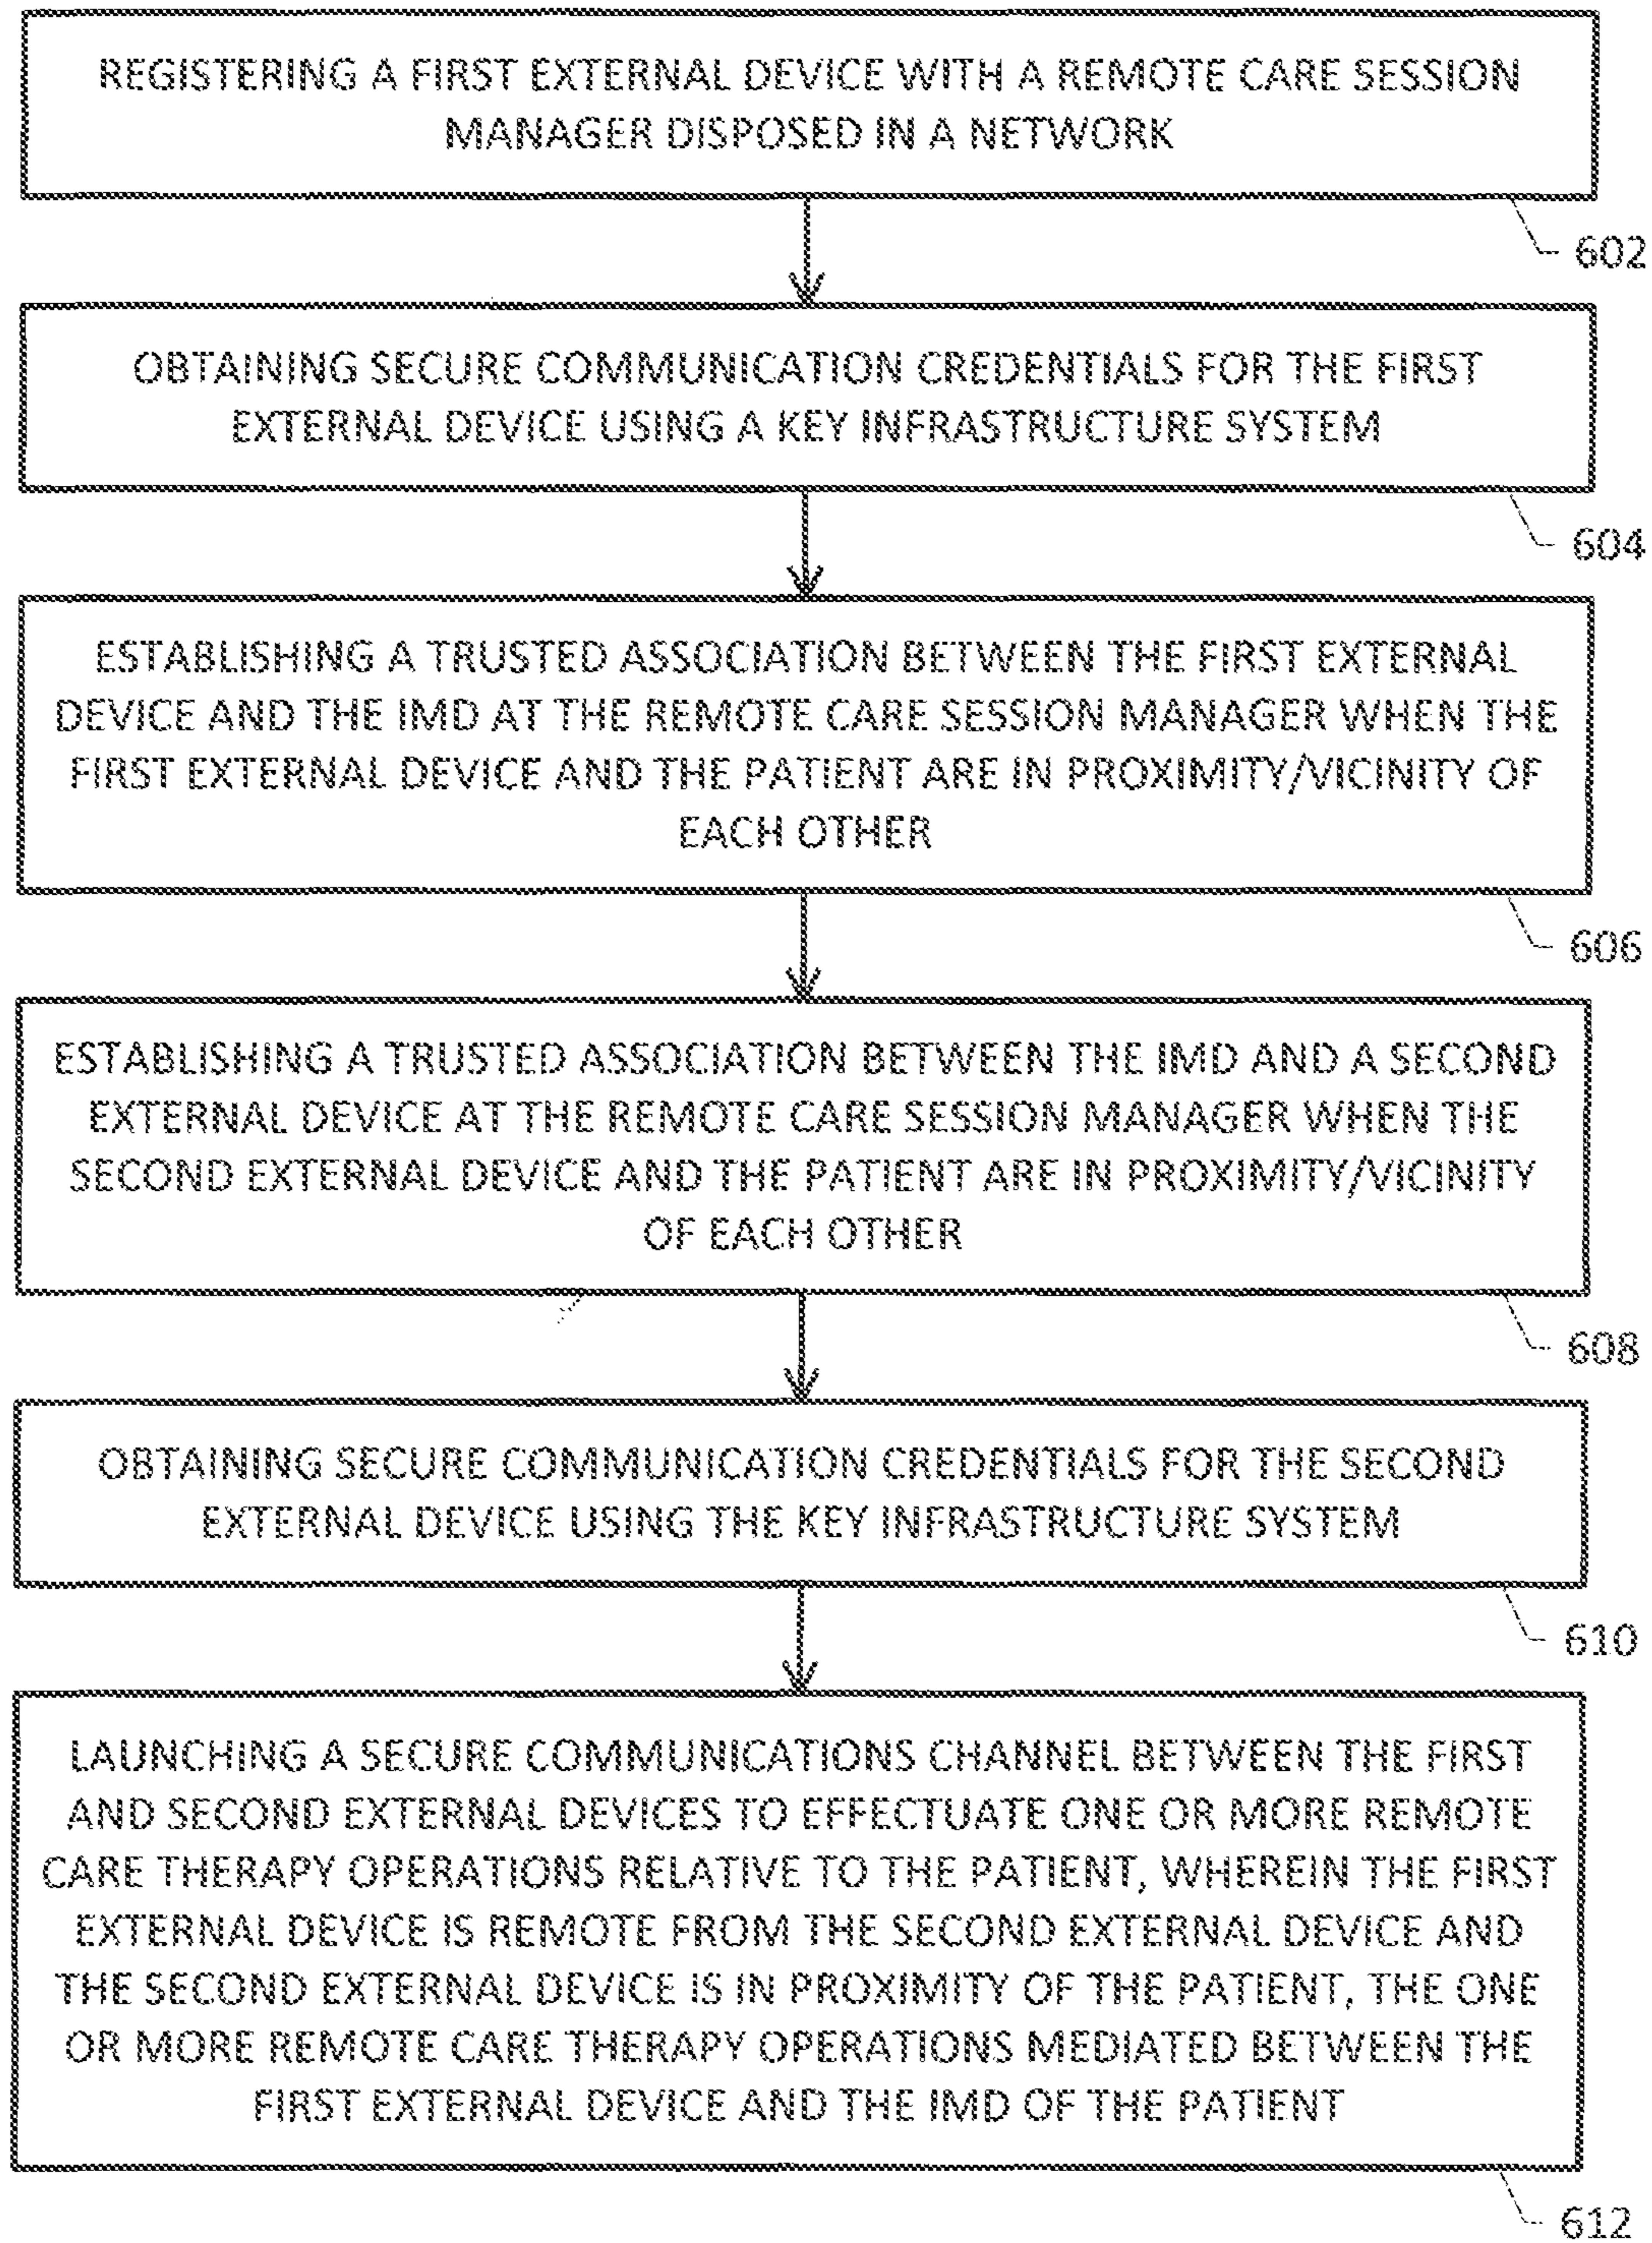 REGISTERING A FIRST EXTERNAL DEVICE WITH A REMOTE CARE SESSION
MANAGER DISPOSED IN A NETWORK
602
OBTAINING SECURE COMMUNICATION CREDENTIALS FOR THE FIRST
EXTERNAL DEVICE USING A KEY INFRASTRUCTURE SYSTEM
604
ESTABLISHING A TRUSTED ASSOCIATION BETWEEN THE FIRST EXTERNAL
DEVICE AND THE IMD AT THE REMOTE CARE SESSION MANAGER WHEN THE
FIRST EXTERNAL DEVICE AND THE PATIENT ARE IN PROXIMITY/VICINITY OF
EACH OTHER
606
ESTABLISHING A TRUSTED ASSOCIATION BETWEEN THE IMD AND A SECOND
EXTERNAL DEVICE AT THE REMOTE CARE SESSION MANAGER WHEN THE
SECOND EXTERNAL DEVICE AND THE PATIENT ARE IN PROXIMITY/VICINITY
OF EACH OTHER
608
OBTAINING SECURE COMMUNICATION CREDENTIALS FOR THE SECOND
EXTERNAL DEVICE USING THE KEY INFRASTRUCTURE SYSTEM
610
LAUNCHING A SECURE COMMUNICATIONS CHANNEL BETWEEN THE FIRST
AND SECOND EXTERNAL DEVICES TO EFFECTUATE ONE OR MORE REMOTE
CARE THERAPY OPERATIONS RELATIVE TO THE PATIENT, WHEREIN THE FIRST
EXTERNAL DEVICE IS REMOTE FROM THE SECOND EXTERNAL DEVICE AND
THE SECOND EXTERNAL DEVICE IS IN PROXIMITY OF THE PATIENT, THE ONE
OR MORE REMOTE CARE THERAPY OPERATIONS MEDIATED BETWEEN THE
FIRST EXTERNAL DEVICE AND THE IMD OF THE PATIENT
612